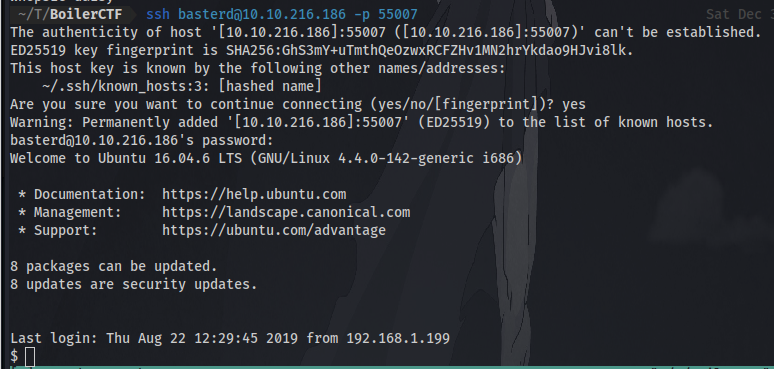 ~/T/BoilerCTF ssh basterd@10.10.216.186 -p 55007 Sat Dec
The authenticity of host '[10.10.216.186]:55007 ([10.10.216.186]:55007)' can't be established.
ED25519 key fingerprint is SHA256:GhS3mY+uTmthQeOzwxRCFZHv1MN2hrYkdao9HJvi8lk.
This host key is known by the following other names/addresses:
    ~/.ssh/known_hosts:3: [hashed name]
Are you sure you want to continue connecting (yes/no/[fingerprint])? yes
Warning: Permanently added '[10.10.216.186]:55007' (ED25519) to the list of known hosts.
basterd@10.10.216.186's password:
Welcome to Ubuntu 16.04.6 LTS (GNU/Linux 4.4.0-142-generic i686)
 * Documentation:  https://help.ubuntu.com
 * Management:     https://landscape.canonical.com
 * Support:        https://ubuntu.com/advantage
8 packages can be updated.
8 updates are security updates.
Last login: Thu Aug 22 12:29:45 2019 from 192.168.1.199
$